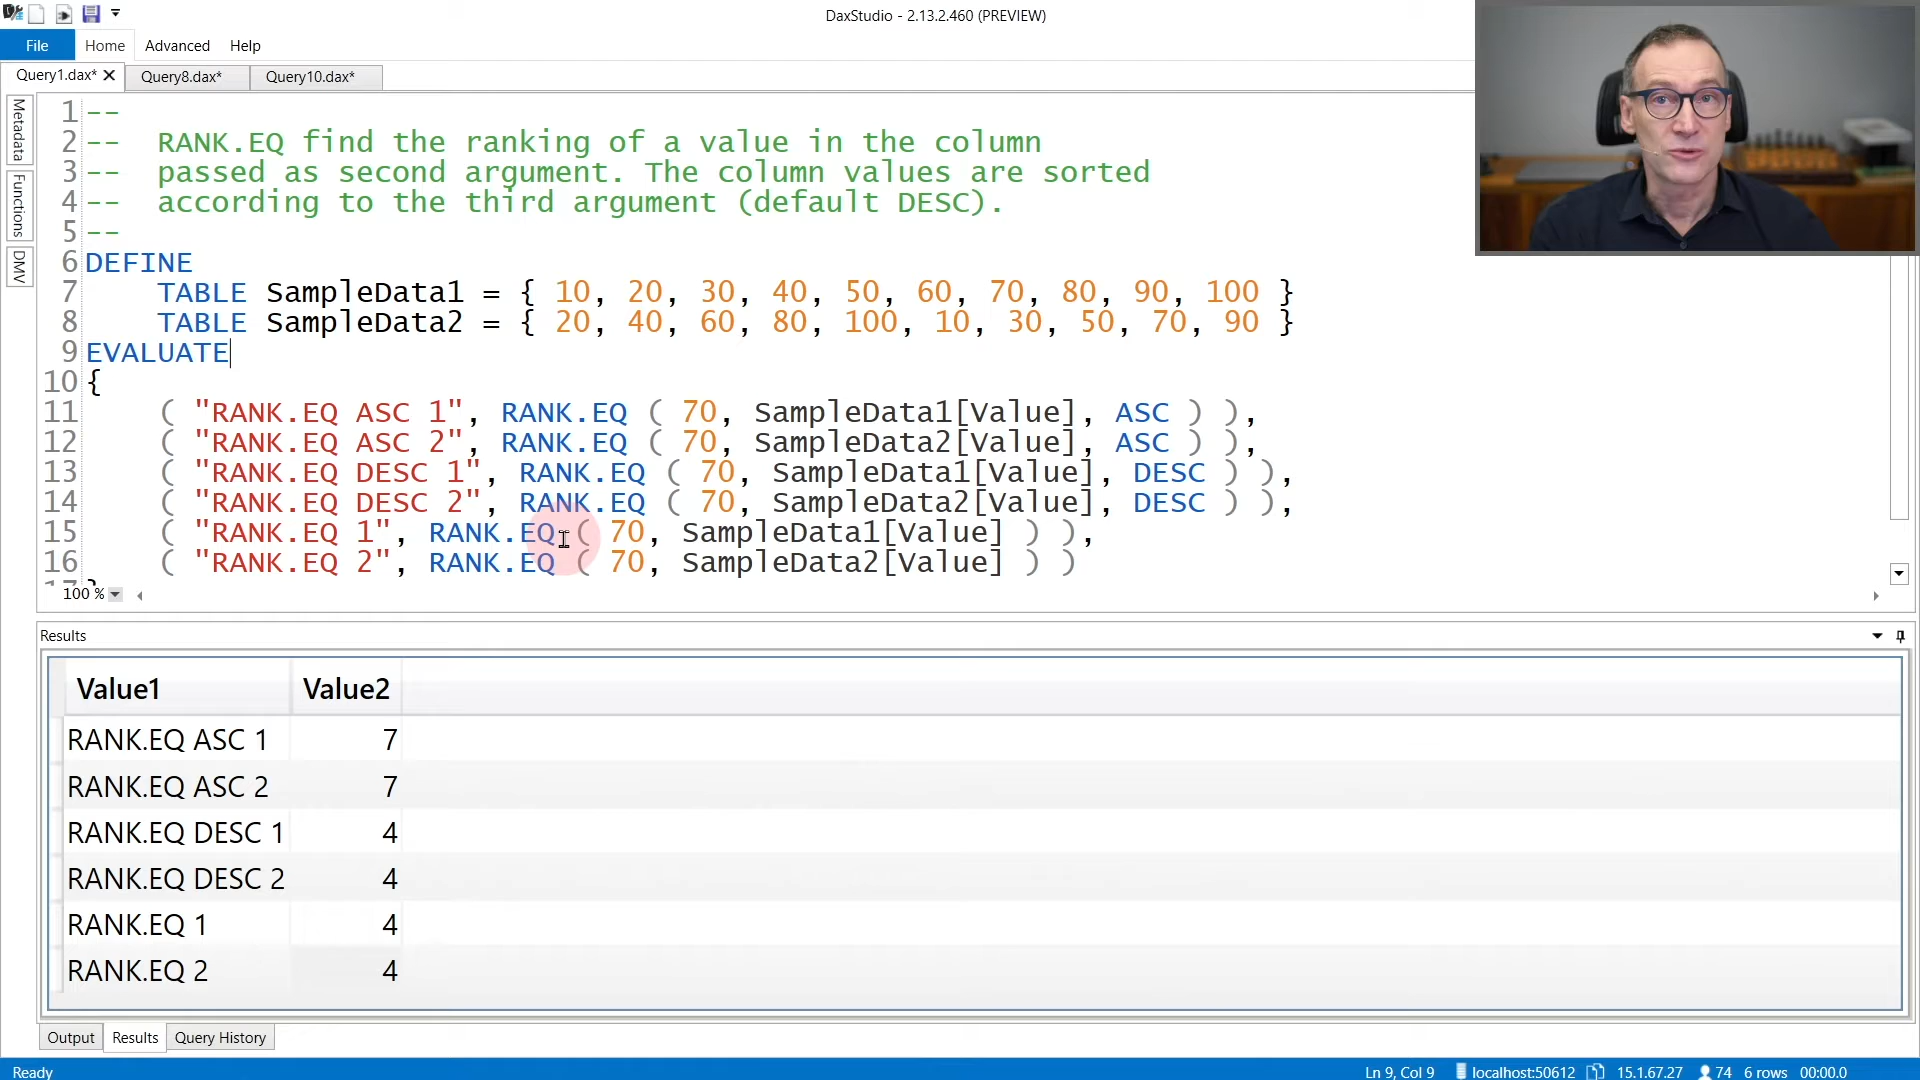 DaxStudio - 2.13.2.460 (PREVIEW)
File Home Advanced Help
Query1.dax* Query8.dax* Query10.dax*
Metadata
Functions
DMV
1 --
2 -- RANK.EQ find the ranking of a value in the column
3 -- passed as second argument. The column values are sorted
4 -- according to the third argument (default DESC).
5 --
6 DEFINE
7 TABLE SampleData1 = { 10, 20, 30, 40, 50, 60, 70, 80, 90, 100 }
8 TABLE SampleData2 = { 20, 40, 60, 80, 100, 10, 30, 50, 70, 90 }
9 EVALUATE
10 {
11 ( "RANK.EQ ASC 1", RANK.EQ ( 70, SampleData1[Value], ASC ) ),
12 ( "RANK.EQ ASC 2", RANK.EQ ( 70, SampleData2[Value], ASC ) ),
13 ( "RANK.EQ DESC 1", RANK.EQ ( 70, SampleData1[Value], DESC ) ),
14 ( "RANK.EQ DESC 2", RANK.EQ ( 70, SampleData2[Value], DESC ) ),
15 ( "RANK.EQ 1", RANK.EQ ( 70, SampleData1[Value] ) ),
16 ( "RANK.EQ 2", RANK.EQ ( 70, SampleData2[Value] ) )
17 }
100 %
Results
Value1 Value2
RANK.EQ ASC 1 7
RANK.EQ ASC 2 7
RANK.EQ DESC 1 4
RANK.EQ DESC 2 4
RANK.EQ 1 4
RANK.EQ 2 4
Output Results Query History
Ready Ln 9, Col 9 localhost:50612 15.1.67.27 74 6 rows 00:00.0